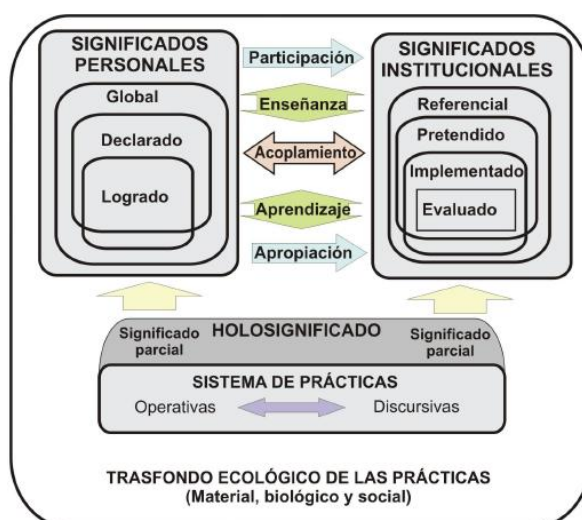 SIGNIFICADOS
PERSONALES
Global
Declarado
Logrado
Participación
Enseñanza
Acoplamiento
Aprendizaje
Apropiación
SIGNIFICADOS
INSTITUCIONALES
Referencial
Pretendido
Implementado
Evaluado
Significado
parcial
HOLOSIGNIFICADO
Significado
parcial
SISTEMA DE PRÁCTICAS
Operativas
Discursivas
TRASFONDO ECOLÓGICO DE LAS PRÁCTICAS
(Material, biológico y social)